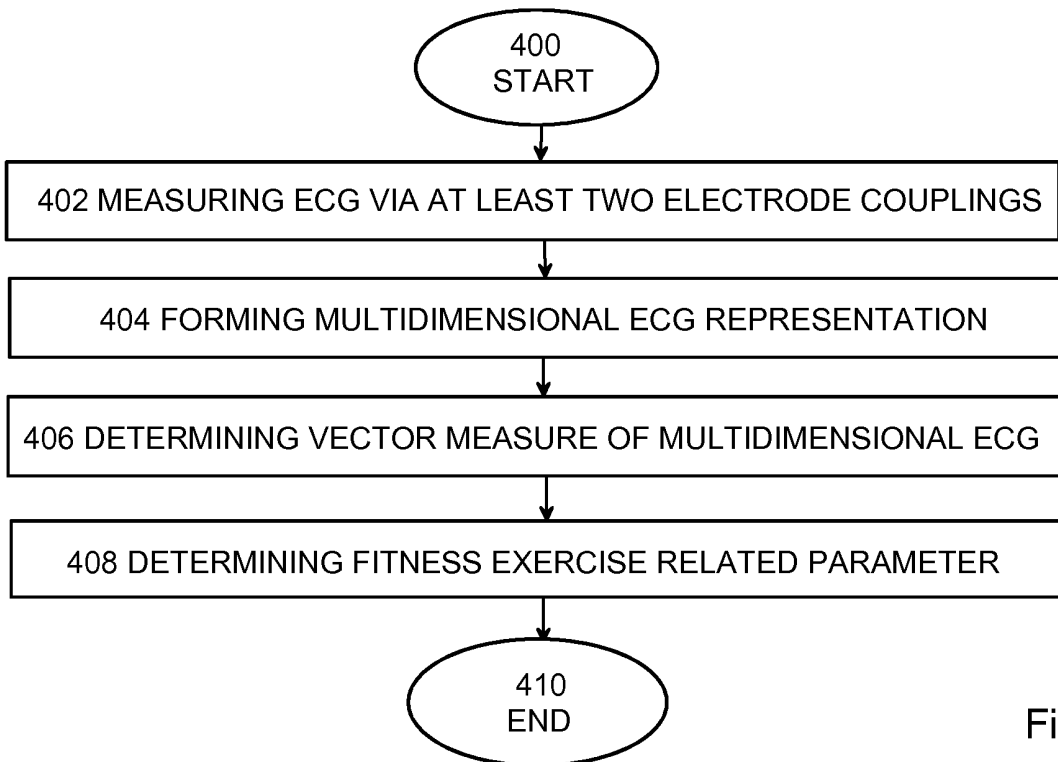 400
START
402 MEASURING ECG VIA AT LEAST TWO ELECTRODE COUPLINGS
404 FORMING MULTIDIMENSIONAL ECG REPRESENTATION
406 DETERMINING VECTOR MEASURE OF MULTIDIMENSIONAL ECG
408 DETERMINING FITNESS EXERCISE RELATED PARAMETER
410
END
Fi